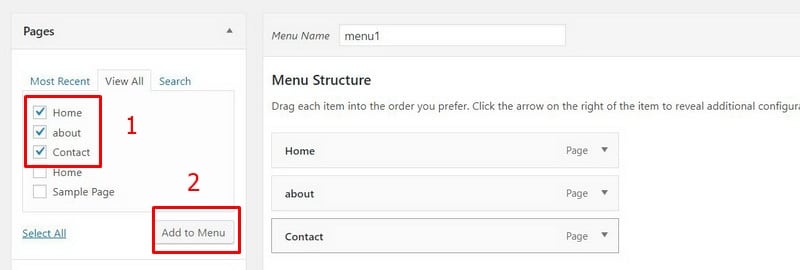 Pages
Most Recent
View All
Search
Home
about
Contact
Home
Sample Page
1
2
Select All
Add to Menu
Menu Name
menu1
Menu Structure
Drag each item into the order you prefer. Click the arrow on the right of the item to reveal additional configura
Home Page
about Page
Contact Page